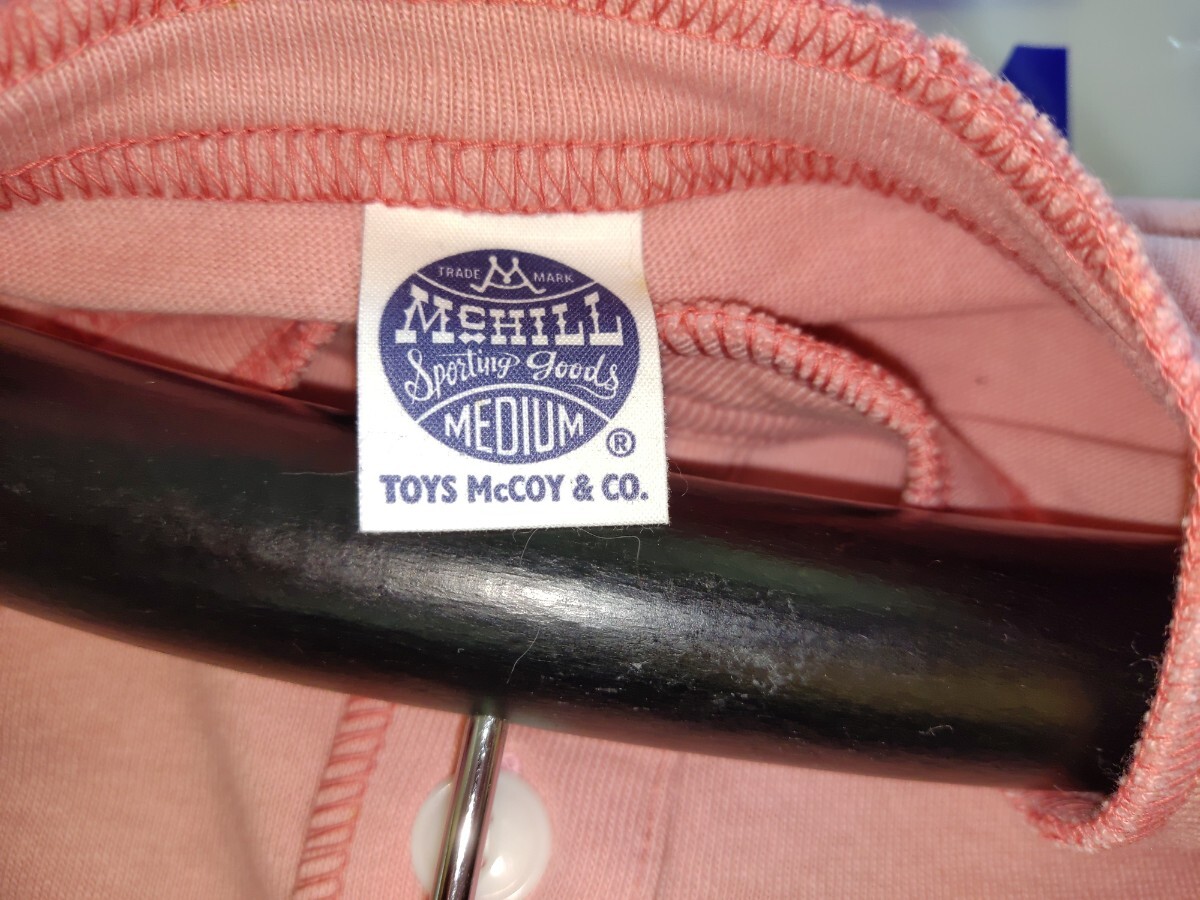 TRADE MARK
McHILL
Sporting Goods
MEDIUM
®
TOYS McCOY & CO.